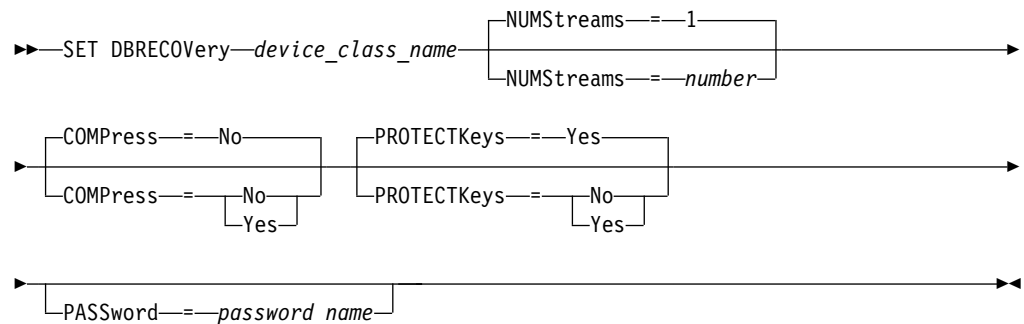 NUMStreams = 1
SET DBRECOVery device_class_name
NUMStreams = number
COMPress = No
PROTECTKeys = Yes
COMPress = No
Yes
PROTECTKeys = No
Yes
PASSword = password name